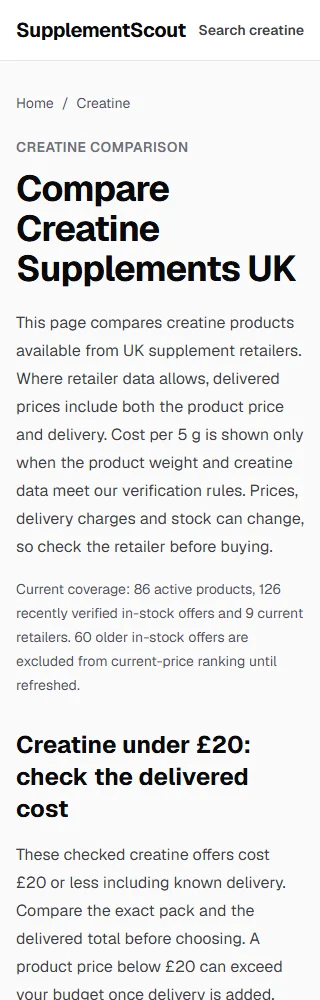 SupplementScout Search creatine
Home / Creatine
CREATINE COMPARISON
Compare
Creatine
Supplements UK
This page compares creatine products
available from UK supplement retailers.
Where retailer data allows, delivered
prices include both the product price
and delivery. Cost per 5 g is shown only
when the product weight and creatine
data meet our verification rules. Prices,
delivery charges and stock can change,
so check the retailer before buying.
Current coverage: 86 active products, 126
recently verified in-stock offers and 9 current
retailers. 60 older in-stock offers are
excluded from current-price ranking until
refreshed.
Creatine under £20:
check the delivered
cost
These checked creatine offers cost
£20 or less including known delivery.
Compare the exact pack and the
delivered total before choosing. A
product price below £20 can exceed
your budget once delivery is added.